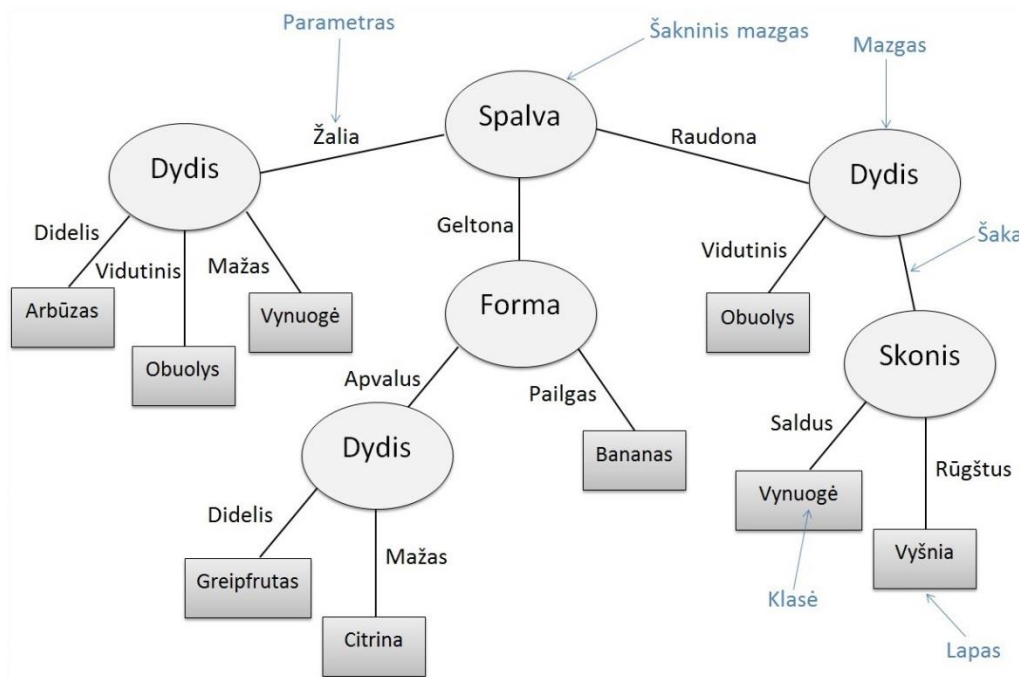 Parametras
Šakninis mazgas
Mazgas
Spalva
Žalia
Raudona
Dydis
Dydis
Geltona
Didelis
Vidutinis
Mažas
Vidutinis
Šaka
Arbūzas
Vynuogė
Forma
Obuolys
Obuolys
Skonis
Apvalus
Pailgas
Saldus
Dydis
Bananas
Rūgštus
Vynuogė
Didelis
Mažas
Vyšnia
Greipfrutas
Klasė
Citrina
Lapas